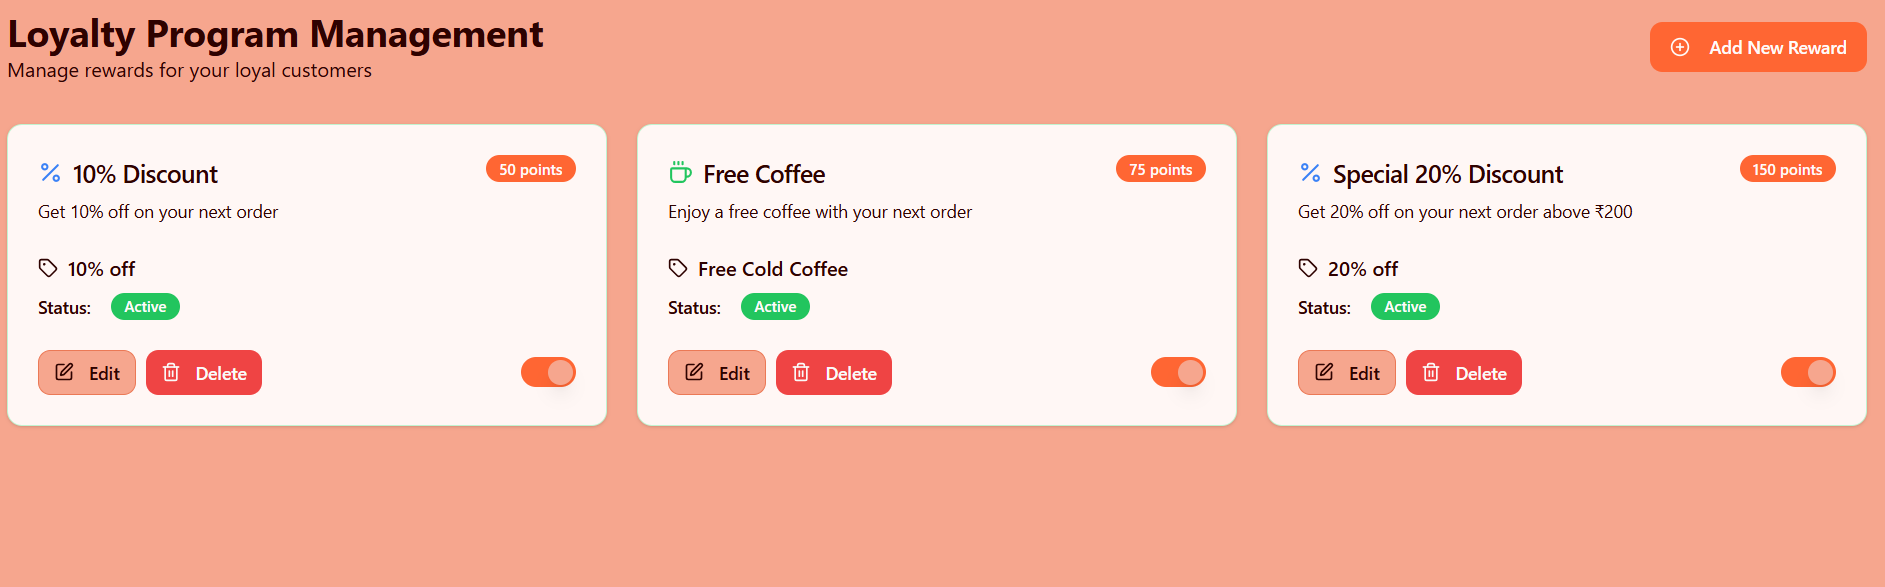 Loyalty Program Management
Manage rewards for your loyal customers
Add New Reward
10% Discount
50 points
Get 10% off on your next order
10% off
Status: Active
Edit Delete
Free Coffee
75 points
Enjoy a free coffee with your next order
Free Cold Coffee
Status: Active
Edit Delete
Special 20% Discount
150 points
Get 20% off on your next order above ₹200
20% off
Status: Active
Edit Delete